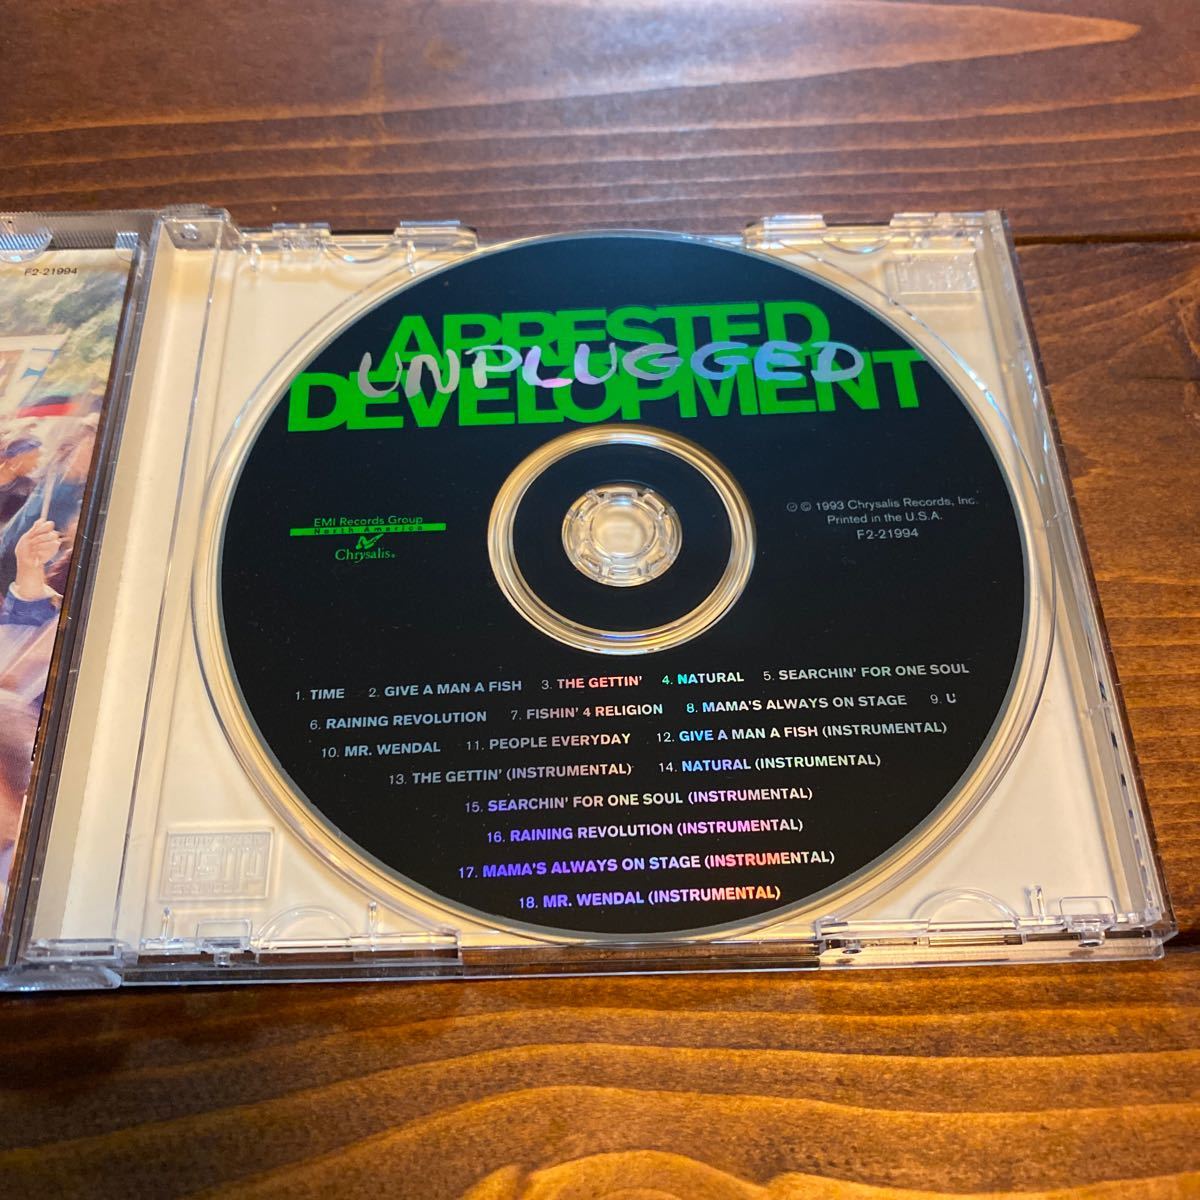 F2-21994
ARRESTED
UNPLUGGED
DEVELOPMENT
EMI Records Group
North America
Chrysalis®
℗ © 1993 Chrysalis Records, Inc.
Printed in the U.S.A.
F2-21994
1. TIME 2. GIVE A MAN A FISH 3. THE GETTIN' 4. NATURAL 5. SEARCHIN' FOR ONE SOUL
6. RAINING REVOLUTION 7. FISHIN' 4 RELIGION 8. MAMA'S ALWAYS ON STAGE 9. U
10. MR. WENDAL 11. PEOPLE EVERYDAY 12. GIVE A MAN A FISH (INSTRUMENTAL)
13. THE GETTIN' (INSTRUMENTAL) 14. NATURAL (INSTRUMENTAL)
15. SEARCHIN' FOR ONE SOUL (INSTRUMENTAL)
16. RAINING REVOLUTION (INSTRUMENTAL)
17. MAMA'S ALWAYS ON STAGE (INSTRUMENTAL)
18. MR. WENDAL (INSTRUMENTAL)